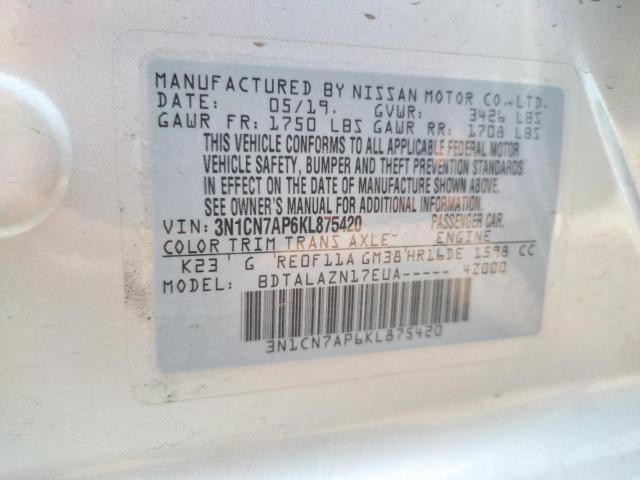 MANUFACTURED BY NISSAN MOTOR CO.,LTD.
DATE: 05/19. GVWR: 3426 LBS
GAWR FR: 1750 LBS GAWR RR: 1708 LBS
THIS VEHICLE CONFORMS TO ALL APPLICABLE FEDERAL MOTOR
VEHICLE SAFETY, BUMPER AND THEFT PREVENTION STANDARDS
IN EFFECT ON THE DATE OF MANUFACTURE SHOWN ABOVE.
SEE OWNER'S MANUAL FOR ADDITIONAL INFORMATION.
VIN: 3N1CN7AP6KL875420 PASSENGER CAR.
COLOR TRIM TRANS AXLE ENGINE
K23 G RE0F11A GM38 HR16DE 1598 CC
MODEL: BDTALAZN17EUA----- 4Z000
3N1CN7AP6KL875420